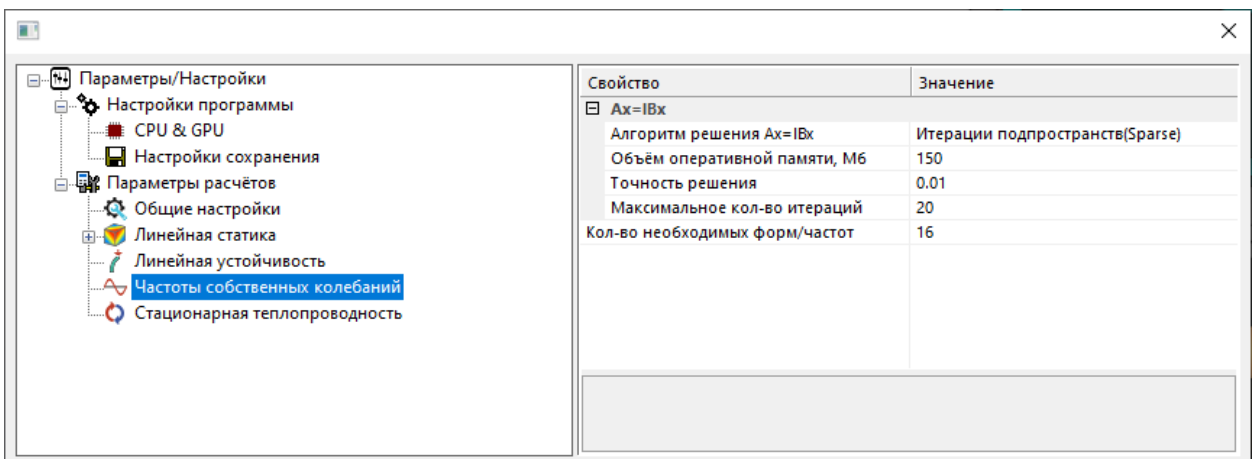 Параметры/Настройки
Настройки программы
CPU & GPU
Настройки сохранения
Параметры расчётов
Общие настройки
Линейная статика
Линейная устойчивость
Частоты собственных колебаний
Стационарная теплопроводность
Свойство Значение
Ax=lBx
Алгоритм решения Ax=lBx Итерации подпространств(Sparse)
Объём оперативной памяти, Мб 150
Точность решения 0.01
Максимальное кол-во итераций 20
Кол-во необходимых форм/частот 16